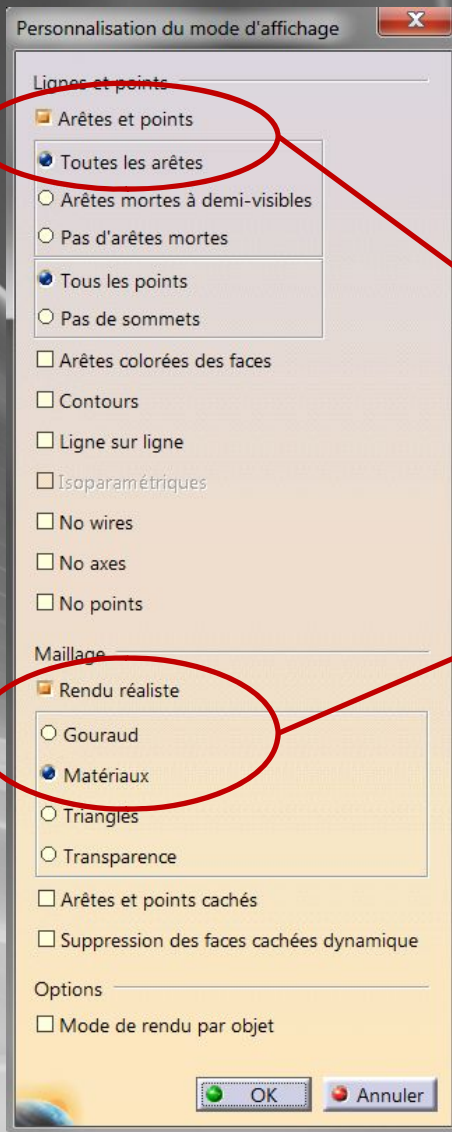 Personnalisation du mode d'affichage
Lignes et points
Arêtes et points
Toutes les arêtes
Arêtes mortes à demi-visibles
Pas d'arêtes mortes
Tous les points
Pas de sommets
Arêtes colorées des faces
Contours
Ligne sur ligne
Isoparamétriques
No wires
No axes
No points
Maillage
Rendu réaliste
Gouraud
Matériaux
Triangles
Transparence
Arêtes et points cachés
Suppression des faces cachées dynamique
Options
Mode de rendu par objet
OK Annuler